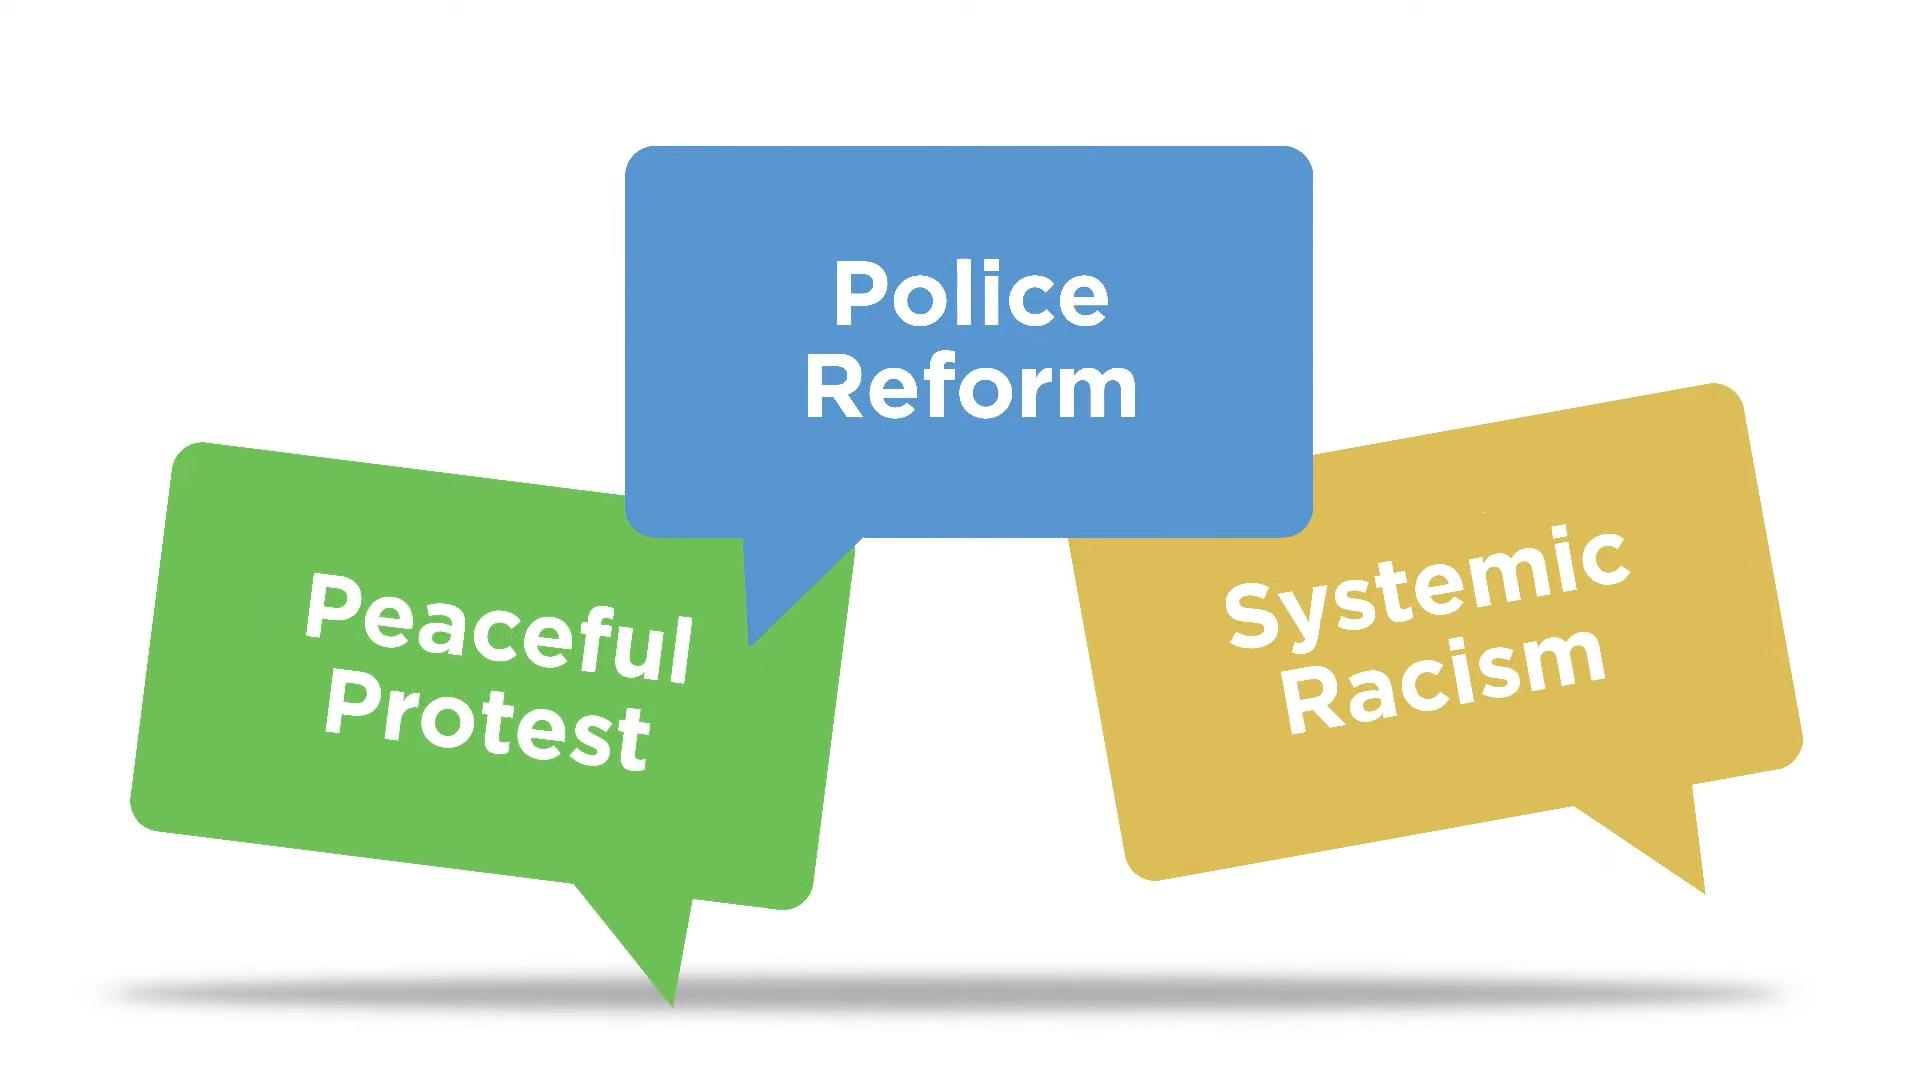 Police
Reform
Peaceful
Protest
Systemic
Racism